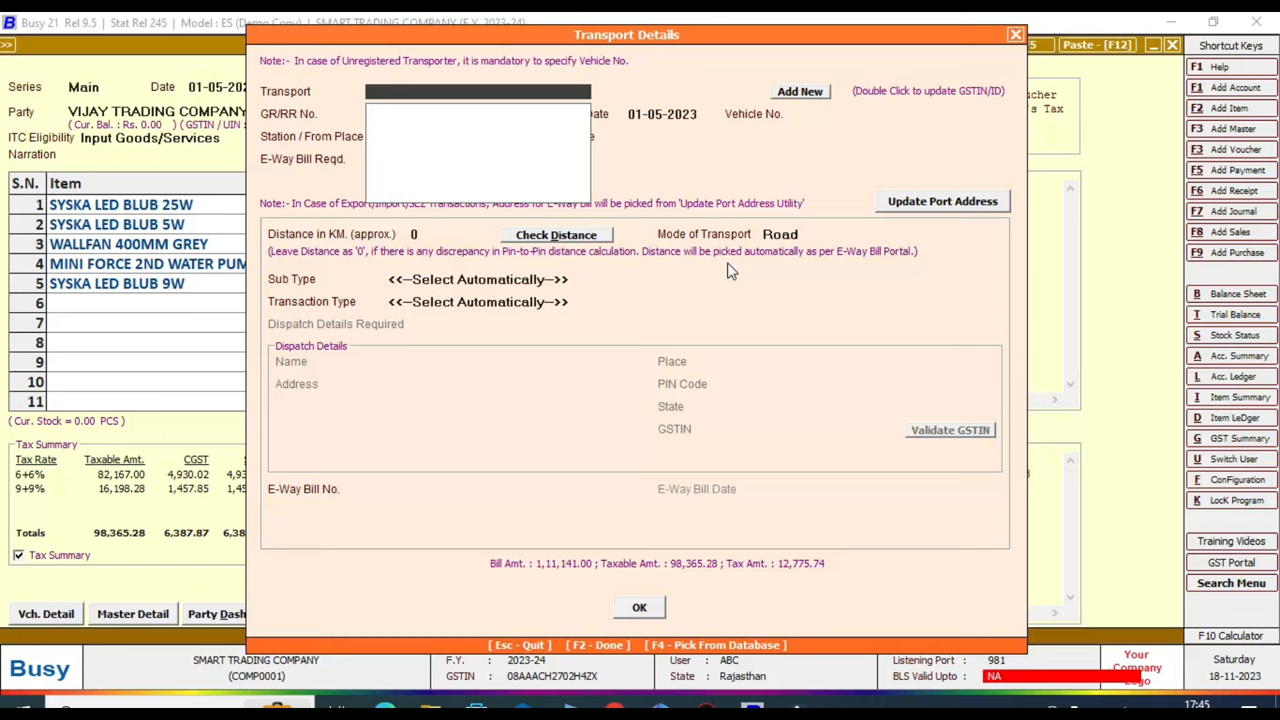 Busy 21 Rel 9.5 | Stat Rel 245 | Model : ES (Demo Copy) SMART TRADING COMPANY (F.Y. 2023-24)
>>
Transport Details
Paste - [F12]
Note:- In case of Unregistered Transporter, it is mandatory to specify Vehicle No.
Series Main Date 01-05-202
Party VIJAY TRADING COMPANY
( Cur. Bal. : Rs. 0.00 ) ( GSTIN / UIN :
ITC Eligibility Input Goods/Services
Narration
Transport Add New (Double Click to update GSTIN/ID)
GR/RR No. Date 01-05-2023 Vehicle No.
Station / From Place
E-Way Bill Reqd.
Note:- In Case of Export/Import/SEZ Transactions, Address for E-Way Bill will be picked from 'Update Port Address Utility'
Update Port Address
S.N. Item
1 SYSKA LED BLUB 25W
2 SYSKA LED BLUB 5W
3 WALLFAN 400MM GREY
4 MINI FORCE 2ND WATER PUM
5 SYSKA LED BLUB 9W
6
7
8
9
10
11
( Cur. Stock = 0.00 PCS )
Distance in KM. (approx.) 0 Check Distance Mode of Transport Road
(Leave Distance as '0', if there is any discrepancy in Pin-to-Pin distance calculation. Distance will be picked automatically as per E-Way Bill Portal.)
Sub Type <<--Select Automatically-->>
Transaction Type <<--Select Automatically-->>
Dispatch Details Required
Dispatch Details
Name Place
Address PIN Code
State
GSTIN Validate GSTIN
E-Way Bill No. E-Way Bill Date
Bill Amt. : 1,11,141.00 ; Taxable Amt. : 98,365.28 ; Tax Amt. : 12,775.74
OK
[ Esc - Quit ] [ F2 - Done ] [ F4 - Pick From Database ]
Tax Summary
Tax Rate Taxable Amt. CGST
6+6% 82,167.00 4,930.02 4,93
9+9% 16,198.28 1,457.85 1,45
Totals 98,365.28 6,387.87 6,38
Tax Summary
Vch. Detail Master Detail Party Dash
ucher
's Tax
Shortcut Keys
F1 Help
F1 Add Account
F2 Add Item
F3 Add Master
F3 Add Voucher
F5 Add Payment
F6 Add Receipt
F7 Add Journal
F8 Add Sales
F9 Add Purchase
B Balance Sheet
T Trial Balance
S Stock Status
A Acc. Summary
L Acc. Ledger
I Item Summary
D Item LeDger
G GST Summary
U Switch User
F ConFiguration
K LocK Program
Training Videos
GST Portal
Search Menu
F10 Calculator
Busy
SMART TRADING COMPANY
(COMP0001)
F.Y. : 2023-24
GSTIN : 08AAACH2702H4ZX
User : ABC
State : Rajasthan
Listening Port : 981
BLS Valid Upto : NA
Your
Company
Logo
Saturday
18-11-2023
17:45